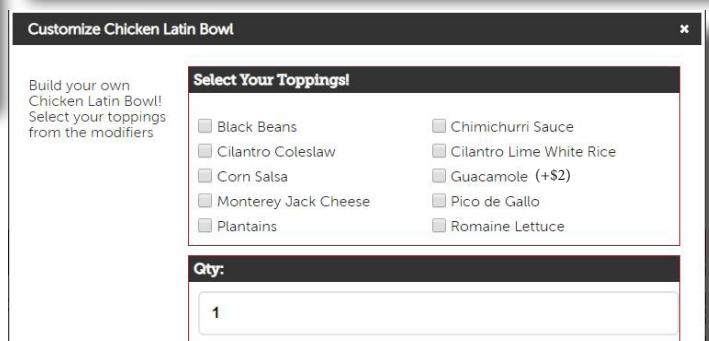 Customize Chicken Latin Bowl ×
Build your own
Chicken Latin Bowl!
Select your toppings
from the modifiers
Select Your Toppings!
Black Beans
Chimichurri Sauce
Cilantro Coleslaw
Cilantro Lime White Rice
Corn Salsa
Guacamole (+$2)
Monterey Jack Cheese
Pico de Gallo
Plantains
Romaine Lettuce
Qty:
1